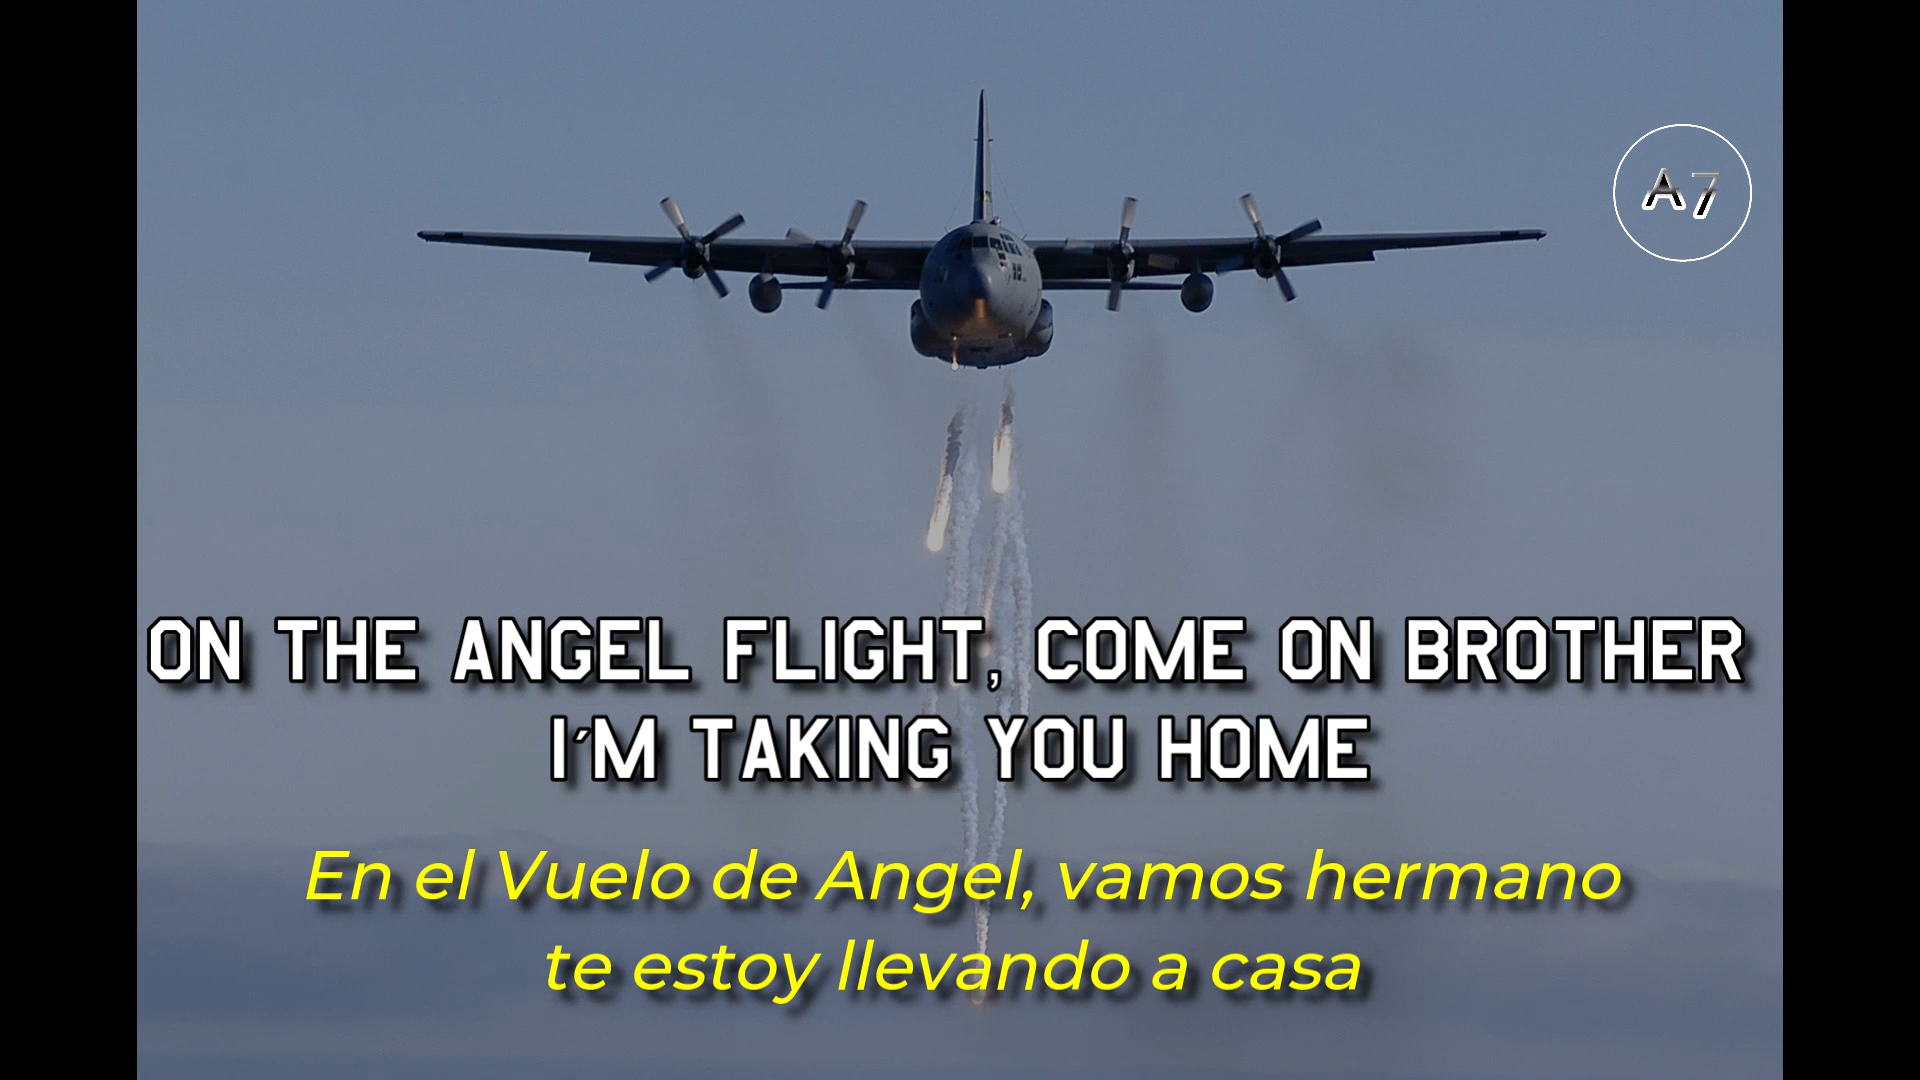 A7
ON THE ANGEL FLIGHT, COME ON BROTHER
I´M TAKING YOU HOME
En el Vuelo de Angel, vamos hermano
te estoy llevando a casa